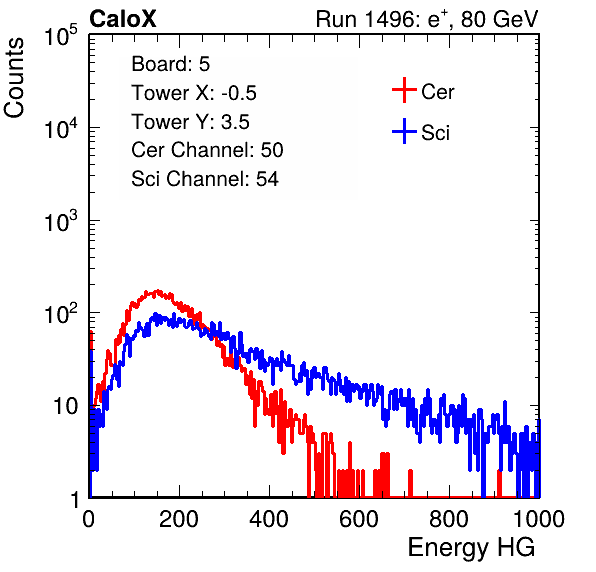 CaloX
Run 1496: e⁺, 80 GeV
Counts
10⁵
10⁴
10³
10²
10
1
Board: 5
Tower X: -0.5
Tower Y: 3.5
Cer Channel: 50
Sci Channel: 54
Cer
Sci
0 200 400 600 800 1000
Energy HG